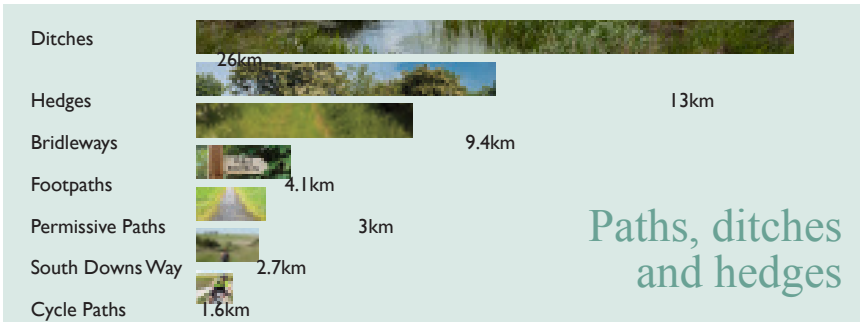 Ditches
26km
Hedges 13km
Bridleways 9.4km
Footpaths 4.1km
Permissive Paths 3km
South Downs Way 2.7km
Cycle Paths 1.6km
Paths, ditches
and hedges